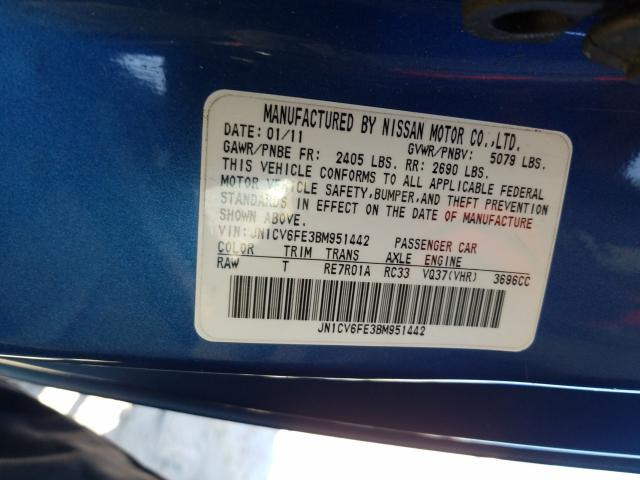 MANUFACTURED BY NISSAN MOTOR CO.,LTD.
DATE: 01/11 GVWR/PNBV: 5079 LBS.
GAWR/PNBE FR: 2405 LBS. RR: 2690 LBS.
THIS VEHICLE CONFORMS TO ALL APPLICABLE FEDERAL
MOTOR VEHICLE SAFETY,BUMPER,AND THEFT PREVENTION
STANDARDS IN EFFECT ON THE DATE OF MANUFACTURE
SHOWN ABOVE.
VIN: JN1CV6FE3BM951442 PASSENGER CAR
COLOR TRIM TRANS AXLE ENGINE
RAW T RE7R01A RC33 VQ37(VHR) 3696CC
JN1CV6FE3BM951442